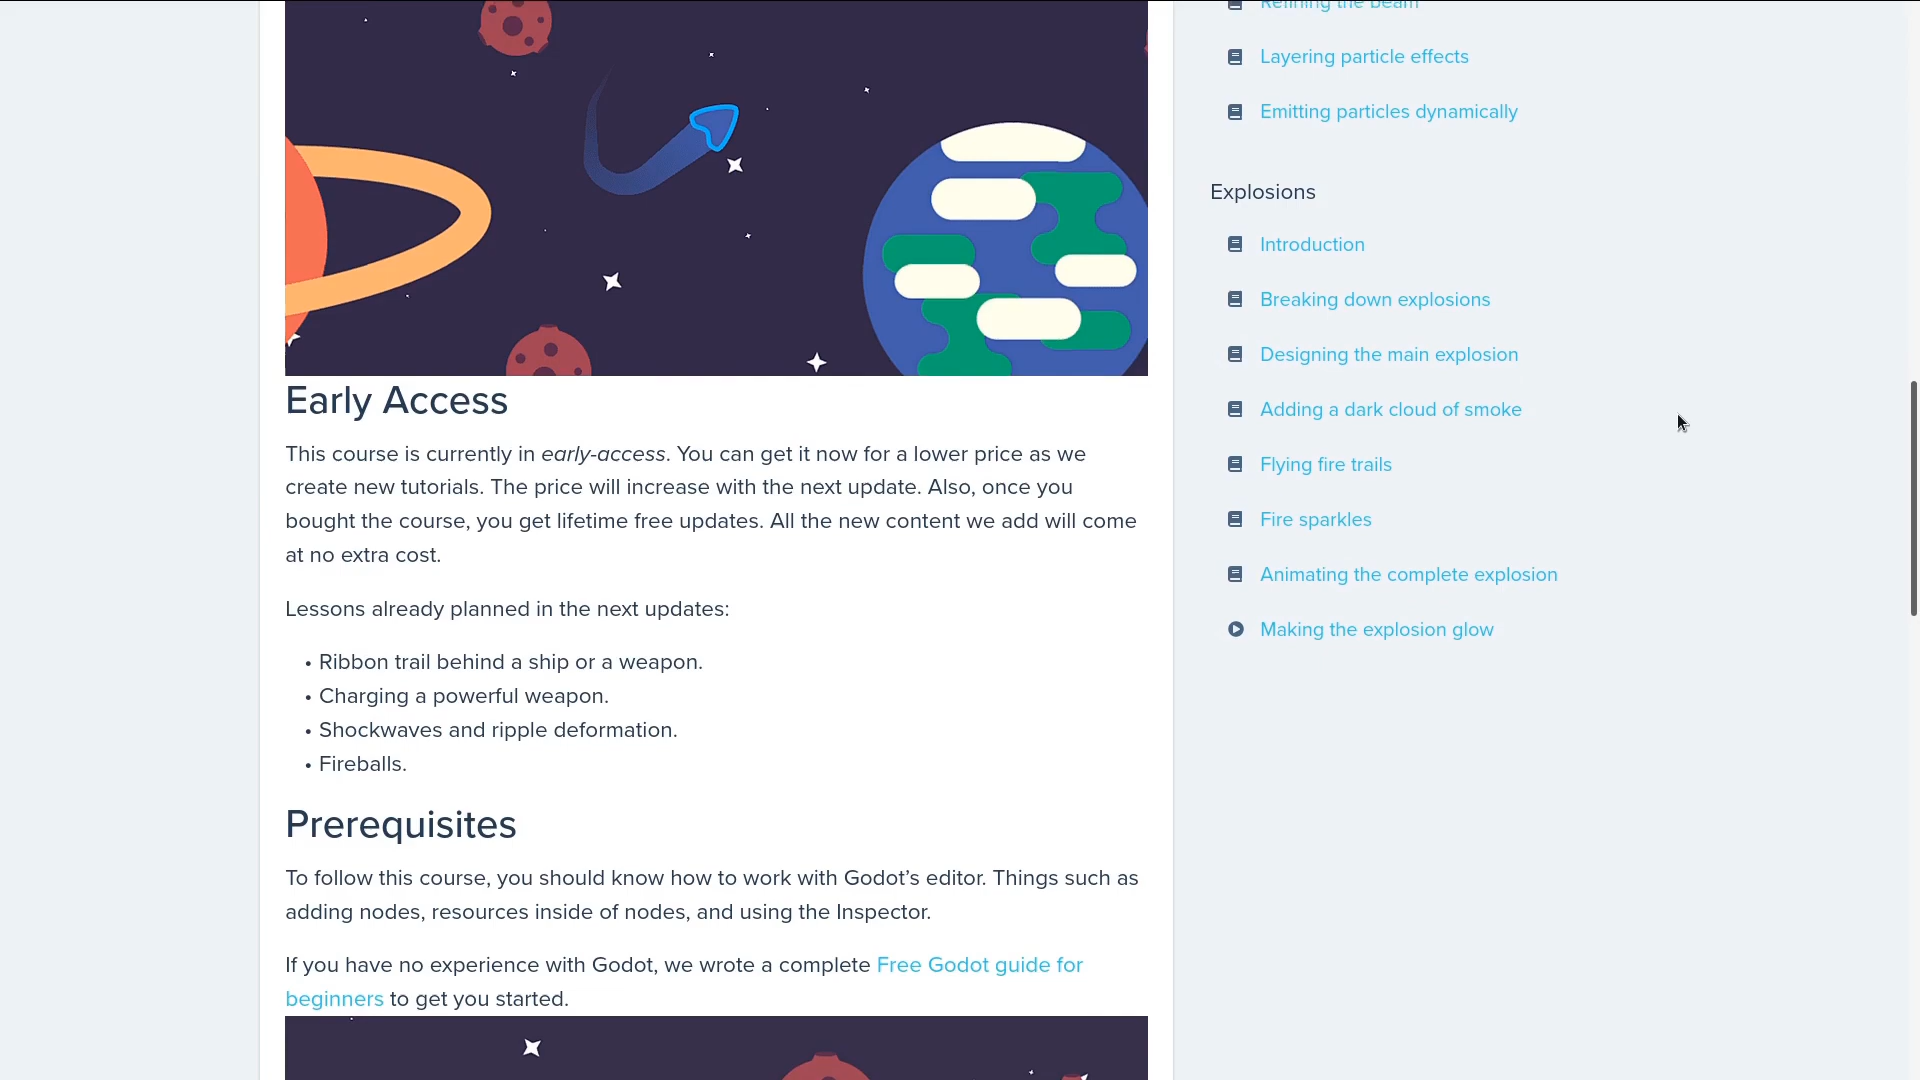 Early Access
This course is currently in early-access. You can get it now for a lower price as we
create new tutorials. The price will increase with the next update. Also, once you
bought the course, you get lifetime free updates. All the new content we add will come
at no extra cost.
Lessons already planned in the next updates:
• Ribbon trail behind a ship or a weapon.
• Charging a powerful weapon.
• Shockwaves and ripple deformation.
• Fireballs.
Prerequisites
To follow this course, you should know how to work with Godot’s editor. Things such as
adding nodes, resources inside of nodes, and using the Inspector.
If you have no experience with Godot, we wrote a complete Free Godot guide for
beginners to get you started.
Refining the beam
Layering particle effects
Emitting particles dynamically
Explosions
Introduction
Breaking down explosions
Designing the main explosion
Adding a dark cloud of smoke
Flying fire trails
Fire sparkles
Animating the complete explosion
Making the explosion glow